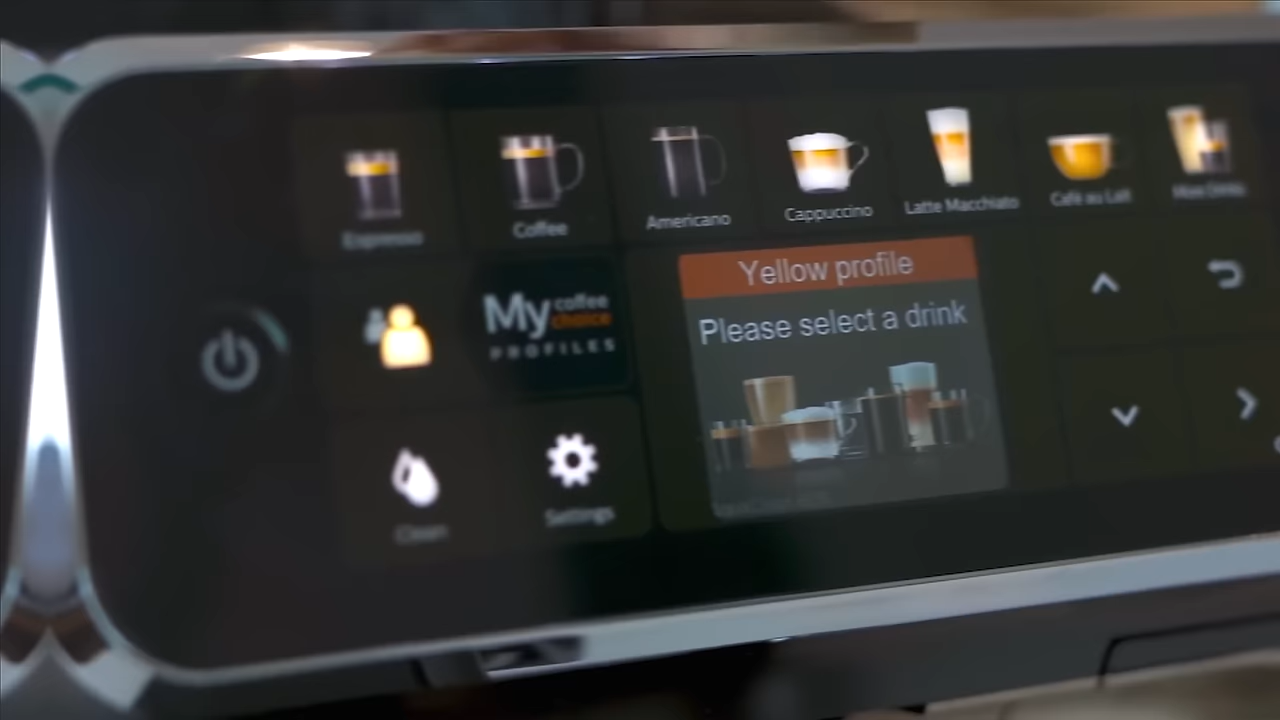 Espresso
Coffee
Americano
Cappuccino
Latte Macchiato
Café au Lait
More Drinks
My coffee choice
PROFILES
Yellow profile
Please select a drink
Clean
Settings